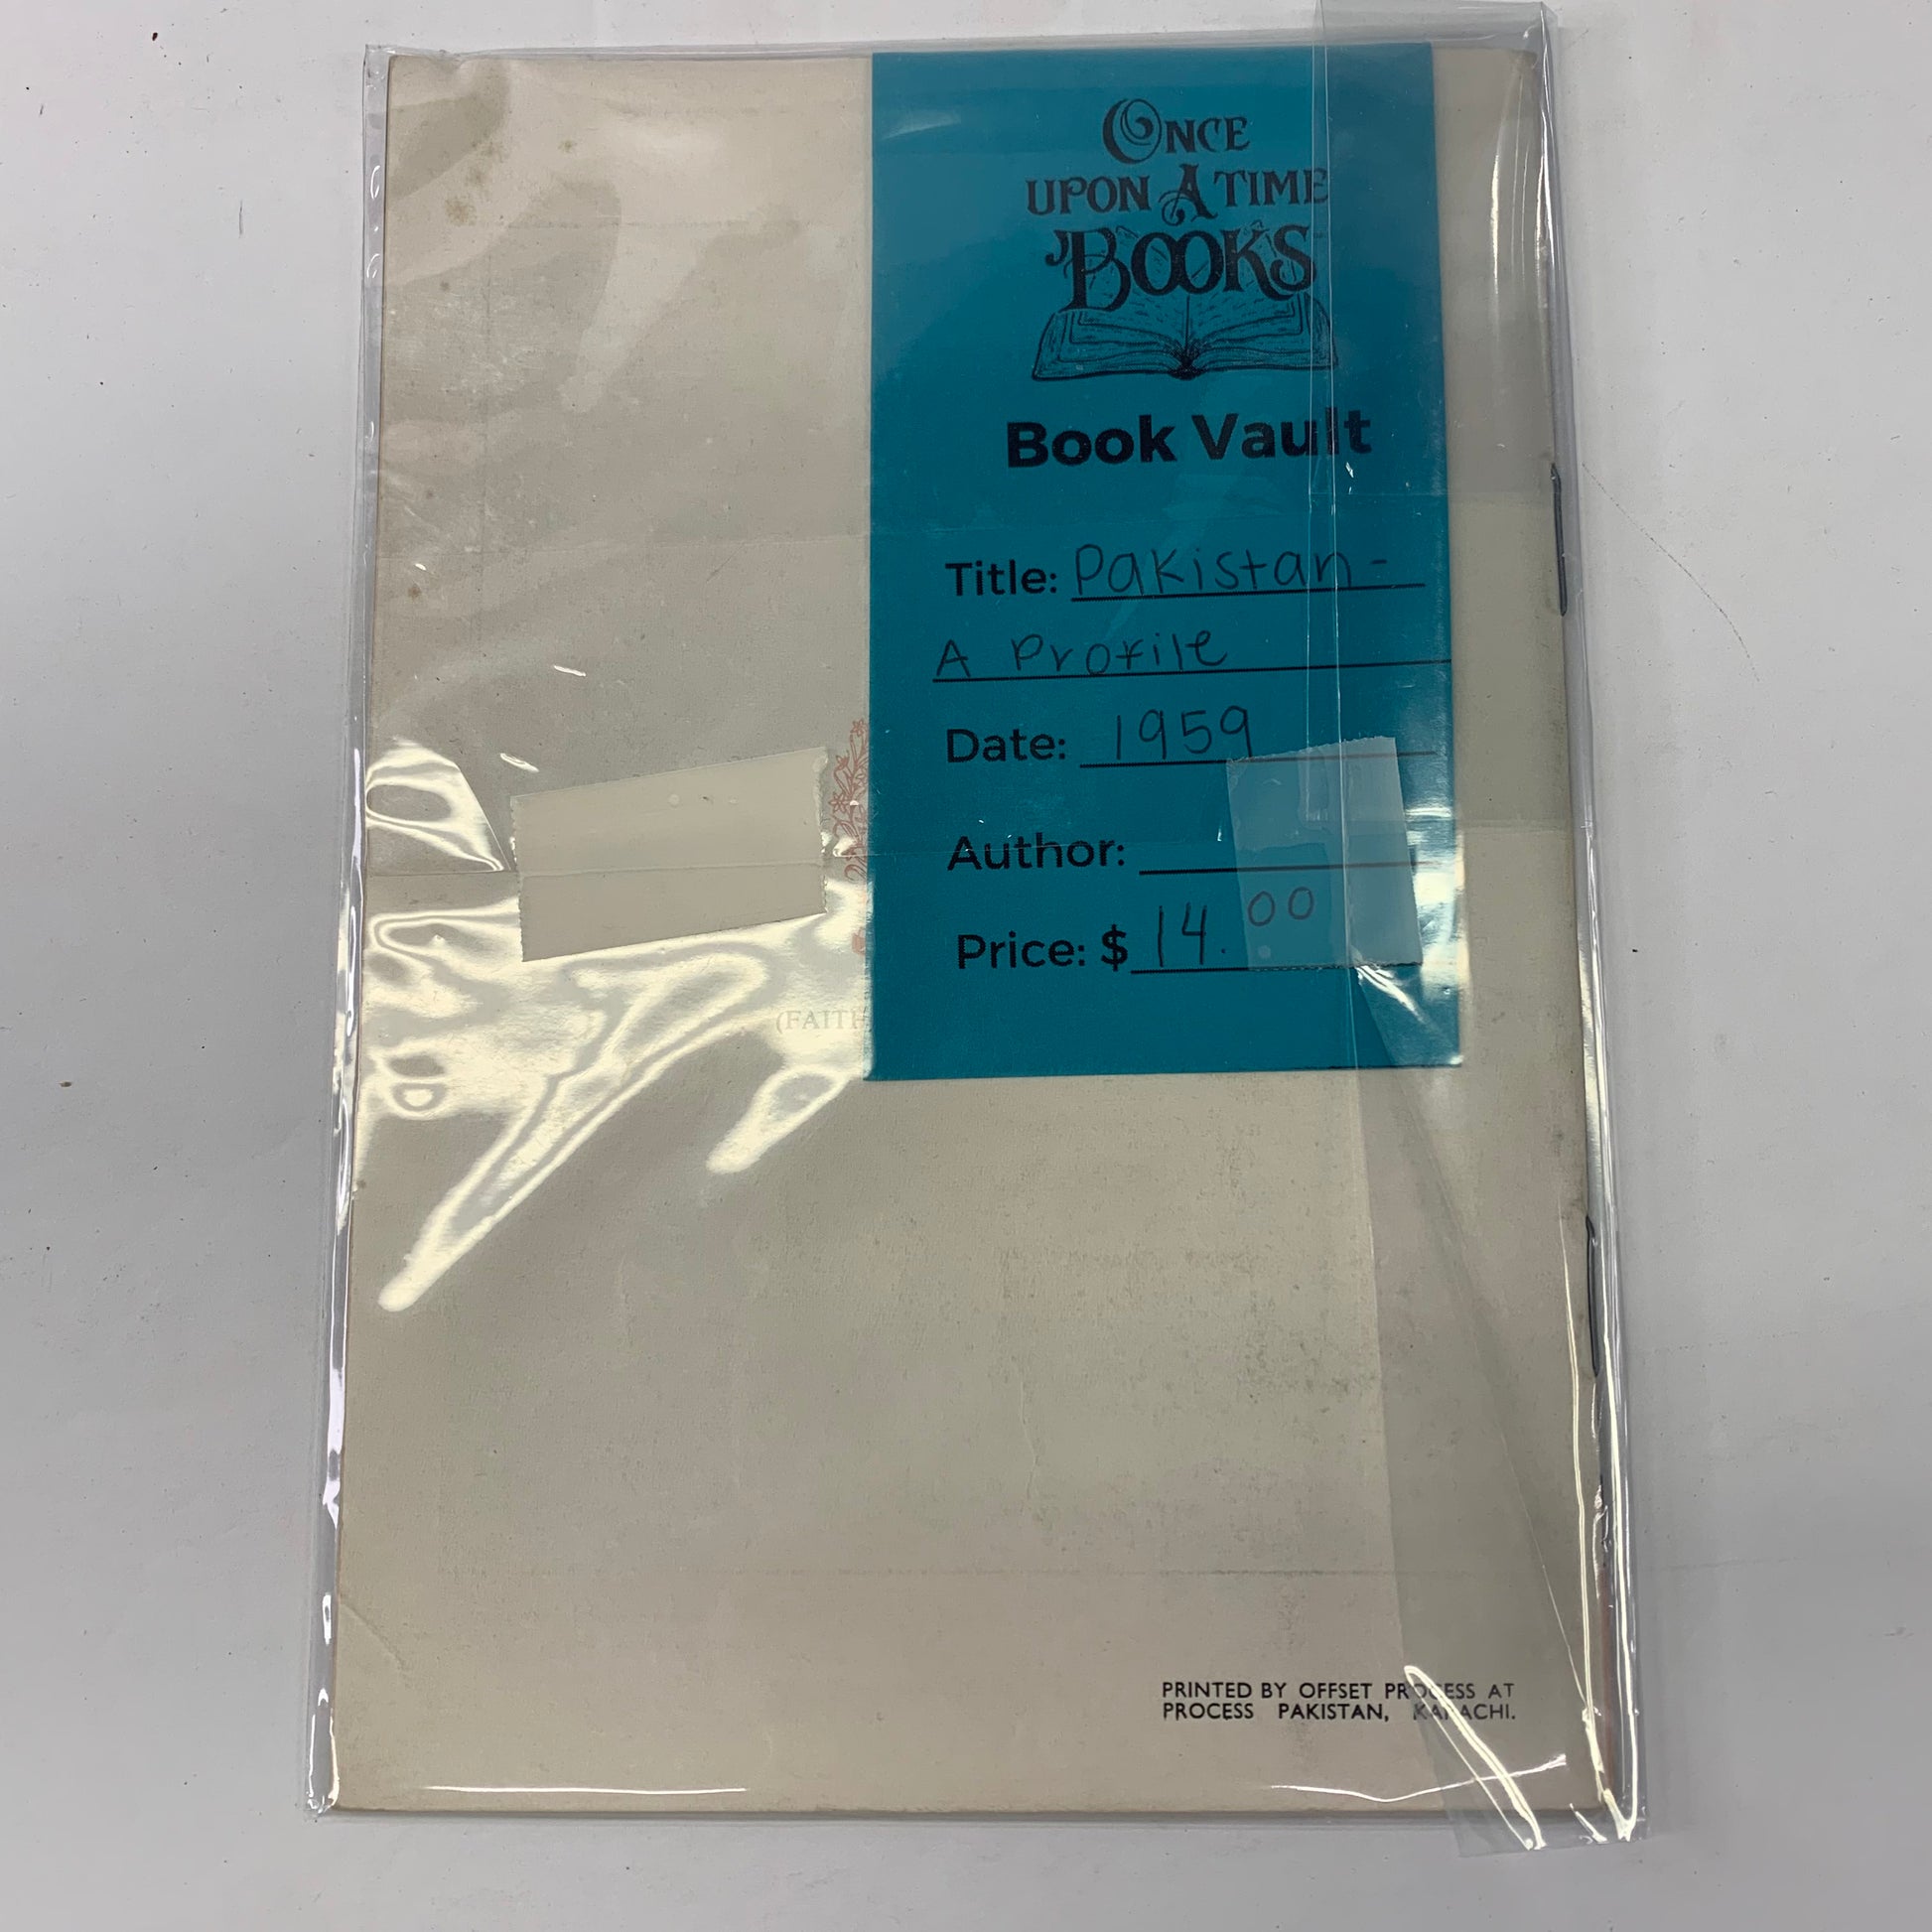 ONCE
UPON A TIME
BOOKS
Book Vault
Title: Pakistan-
A Profile
Date: 1959
Author:
Price: $ 14.00
(FAITH
PRINTED BY OFFSET PROCESS AT
PROCESS PAKISTAN, KARACHI.